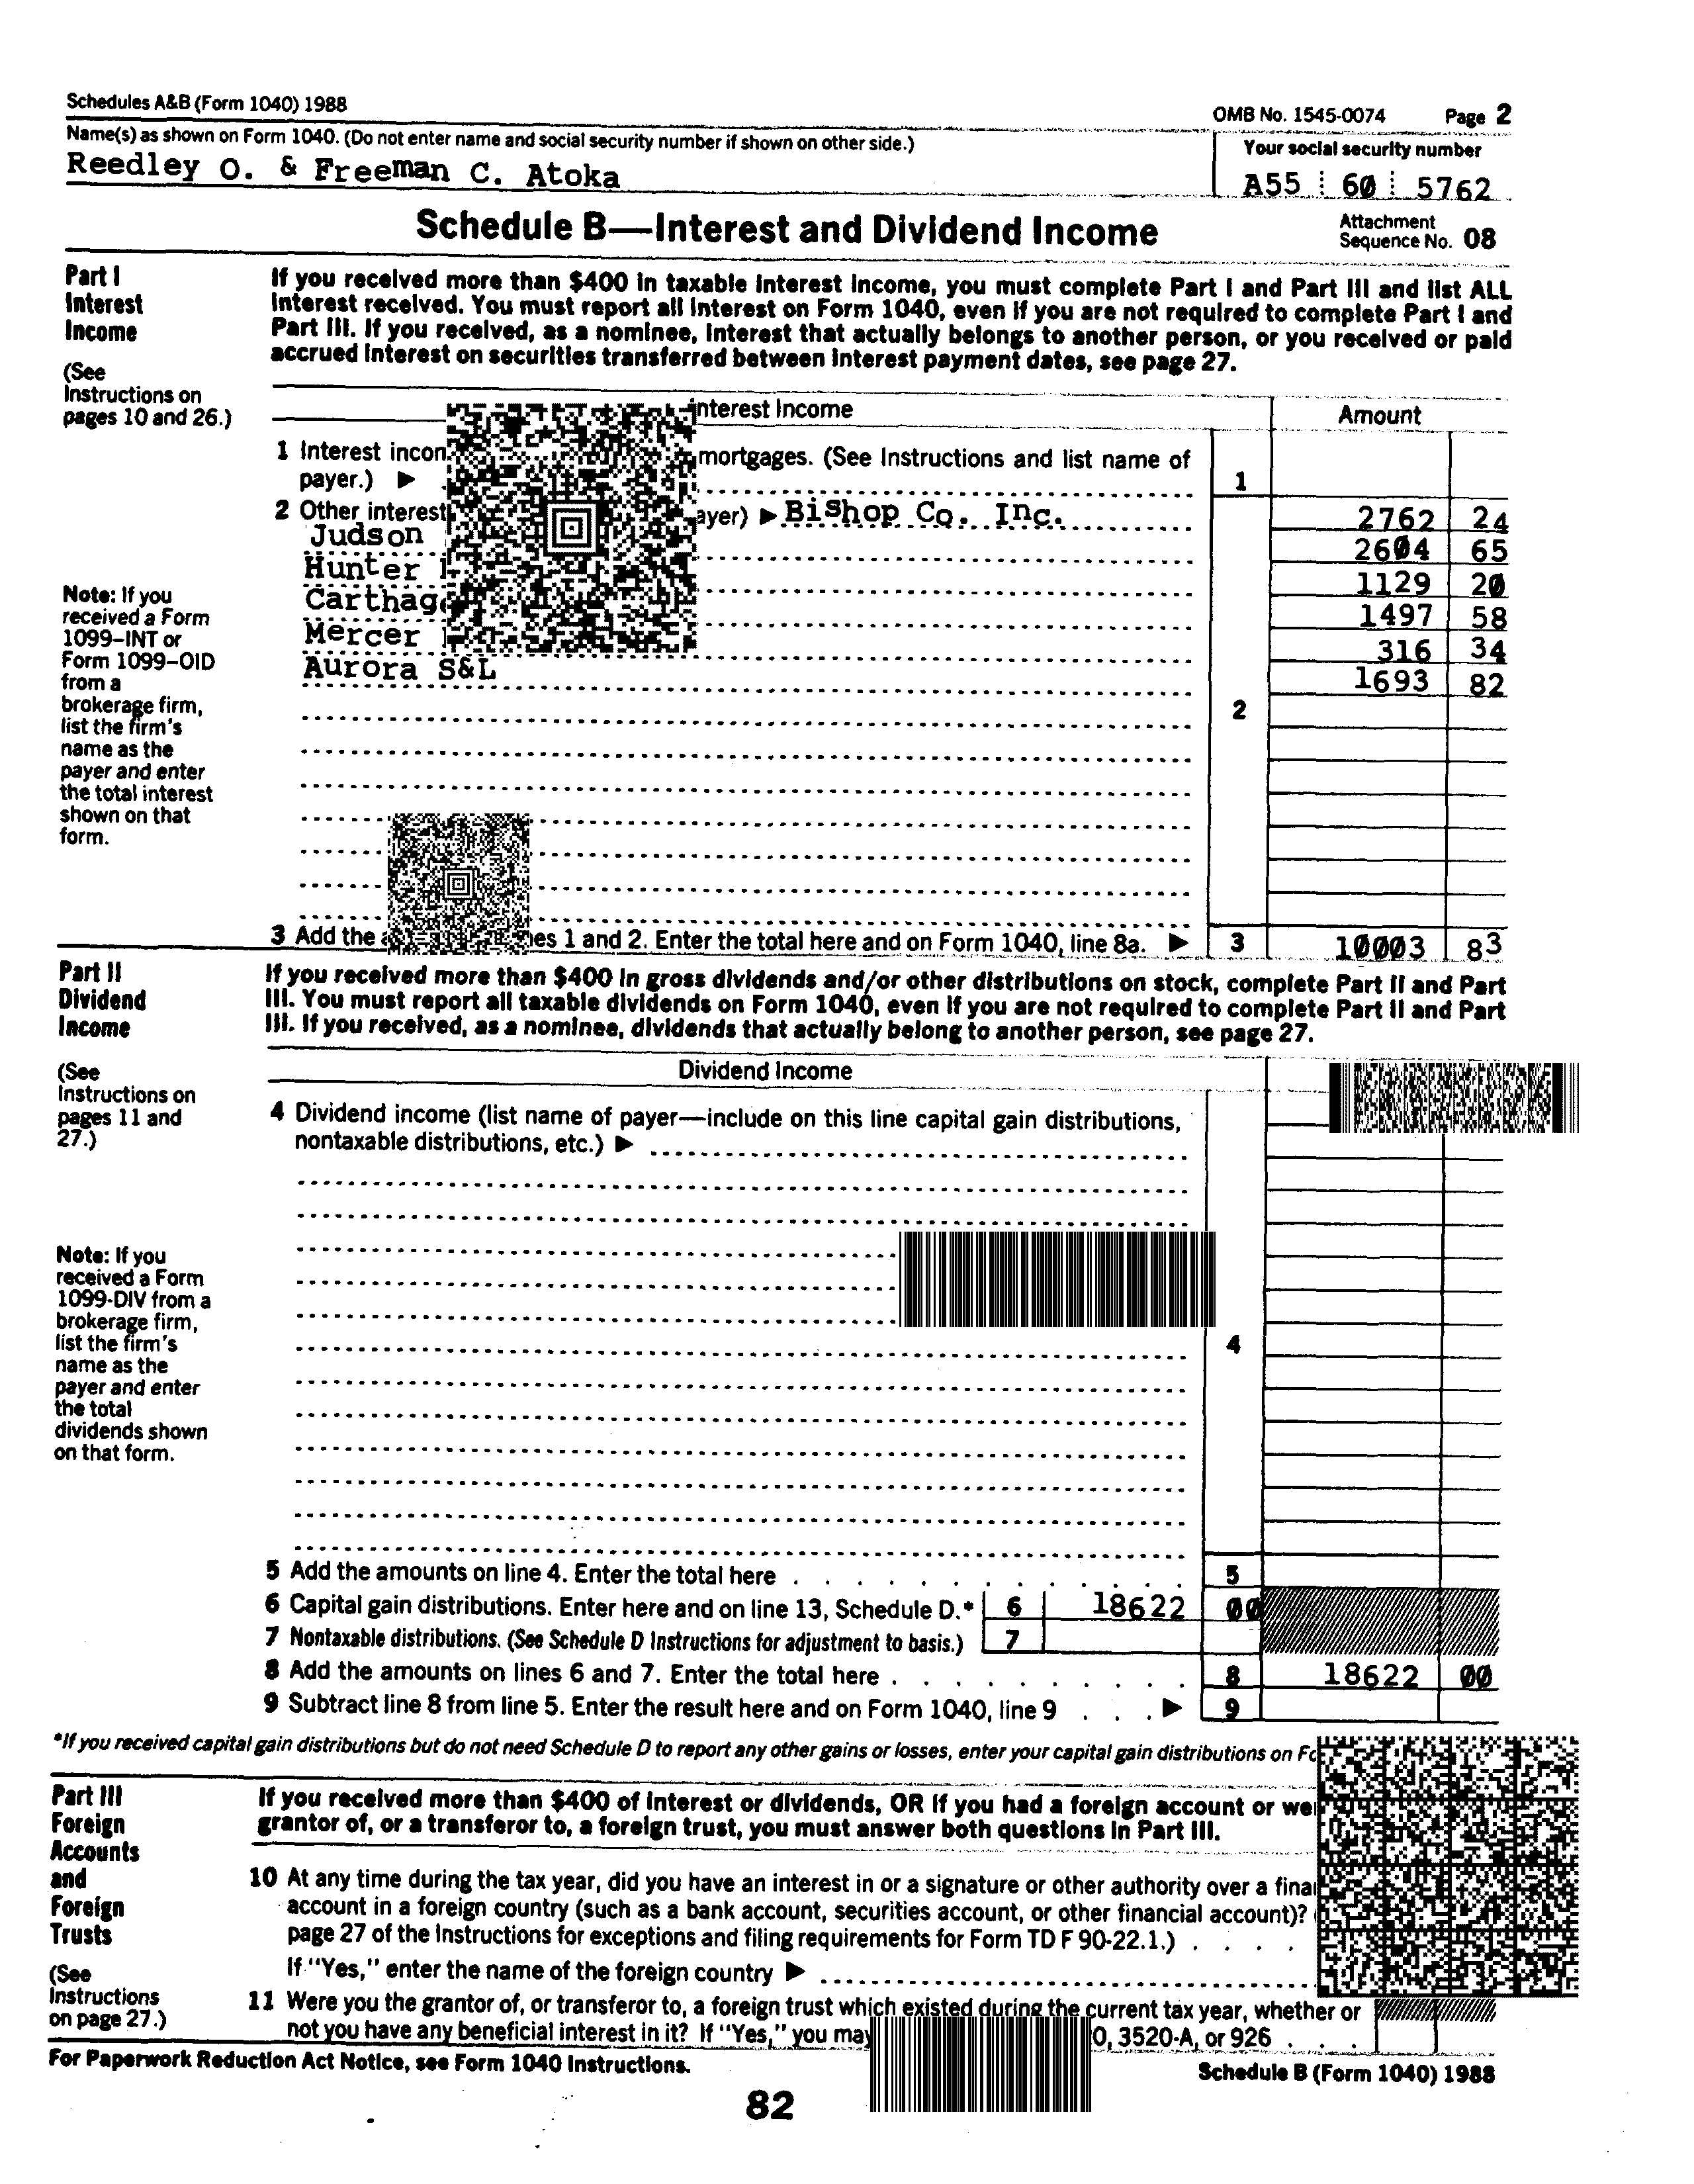 Schedules A&B (Form 1040) 1988 OMB No. 1545-0074 Page 2
Name(s) as shown on Form 1040. (Do not enter name and social security number if shown on other side.) Your social security number
Reedley O. & Freeman C. Atoka A55 60 5762
Schedule B—Interest and Dividend Income Attachment Sequence No. 08
Part I
Interest
Income
(See
Instructions on
pages 10 and 26.)
If you received more than $400 in taxable interest income, you must complete Part I and Part III and list ALL
interest received. You must report all interest on Form 1040, even if you are not required to complete Part I and
Part III. If you received, as a nominee, interest that actually belongs to another person, or you received or paid
accrued interest on securities transferred between interest payment dates, see page 27.
Interest Income Amount
1 Interest mortgages. (See Instructions and list name of
payer.) ▶ 1
2 Other interest ▶ Bishop Co. Inc. 2762 24
Judson 2604 65
Hunter 1129 20
1497 58
Mercer 316 34
Aurora S&L 1693 82
2
Note: If you
received a Form
1099–INT or
Form 1099–OID
from a
brokerage firm,
list the firm's
name as the
payer and enter
the total interest
shown on that
form.
3 Add the 1 and 2. Enter the total here and on Form 1040, line 8a. ▶ 3 10003 83
Part II
Dividend
Income
(See
Instructions on
pages 11 and
27.)
If you received more than $400 in gross dividends and/or other distributions on stock, complete Part II and Part
III. You must report all taxable dividends on Form 1040, even if you are not required to complete Part II and Part
III. If you received, as a nominee, dividends that actually belong to another person, see page 27.
Dividend Income
4 Dividend income (list name of payer—include on this line capital gain distributions,
nontaxable distributions, etc.) ▶
4
Note: If you
received a Form
1099-DIV from a
brokerage firm,
list the firm's
name as the
payer and enter
the total
dividends shown
on that form.
5 Add the amounts on line 4. Enter the total here 5
6 Capital gain distributions. Enter here and on line 13, Schedule D.* 6 18622 00
7 Nontaxable distributions. (See Schedule D Instructions for adjustment to basis.) 7
8 Add the amounts on lines 6 and 7. Enter the total here 8 18622 00
9 Subtract line 8 from line 5. Enter the result here and on Form 1040, line 9 ▶ 9
*If you received capital gain distributions but do not need Schedule D to report any other gains or losses, enter your capital gain distributions on
Part III
Foreign
Accounts
and
Foreign
Trusts
(See
Instructions
on page 27.)
If you received more than $400 of interest or dividends, OR if you had a foreign account or
grantor of, or a transferor to, a foreign trust, you must answer both questions in Part III.
10 At any time during the tax year, did you have an interest in or a signature or other authority over a
account in a foreign country (such as a bank account, securities account, or other financial account)?
page 27 of the Instructions for exceptions and filing requirements for Form TD F 90-22.1.)
If "Yes," enter the name of the foreign country ▶
11 Were you the grantor of, or transferor to, a foreign trust which existed during the current tax year, whether or
not you have any beneficial interest in it? If "Yes," you may 3520-A, or 926
For Paperwork Reduction Act Notice, see Form 1040 Instructions. Schedule B (Form 1040) 1988
82